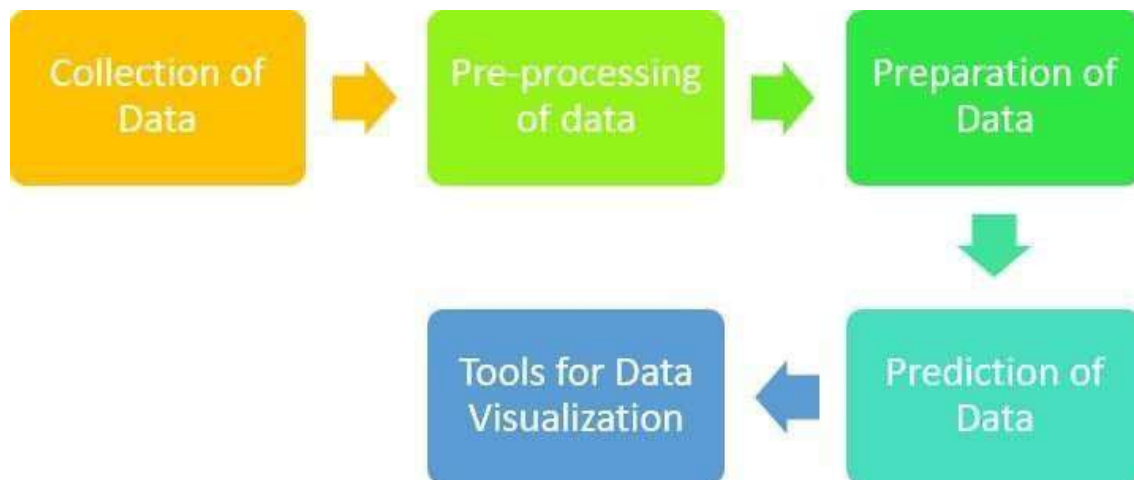 Collection of
Data
Pre-processing
of data
Preparation of
Data
Prediction of
Data
Tools for Data
Visualization